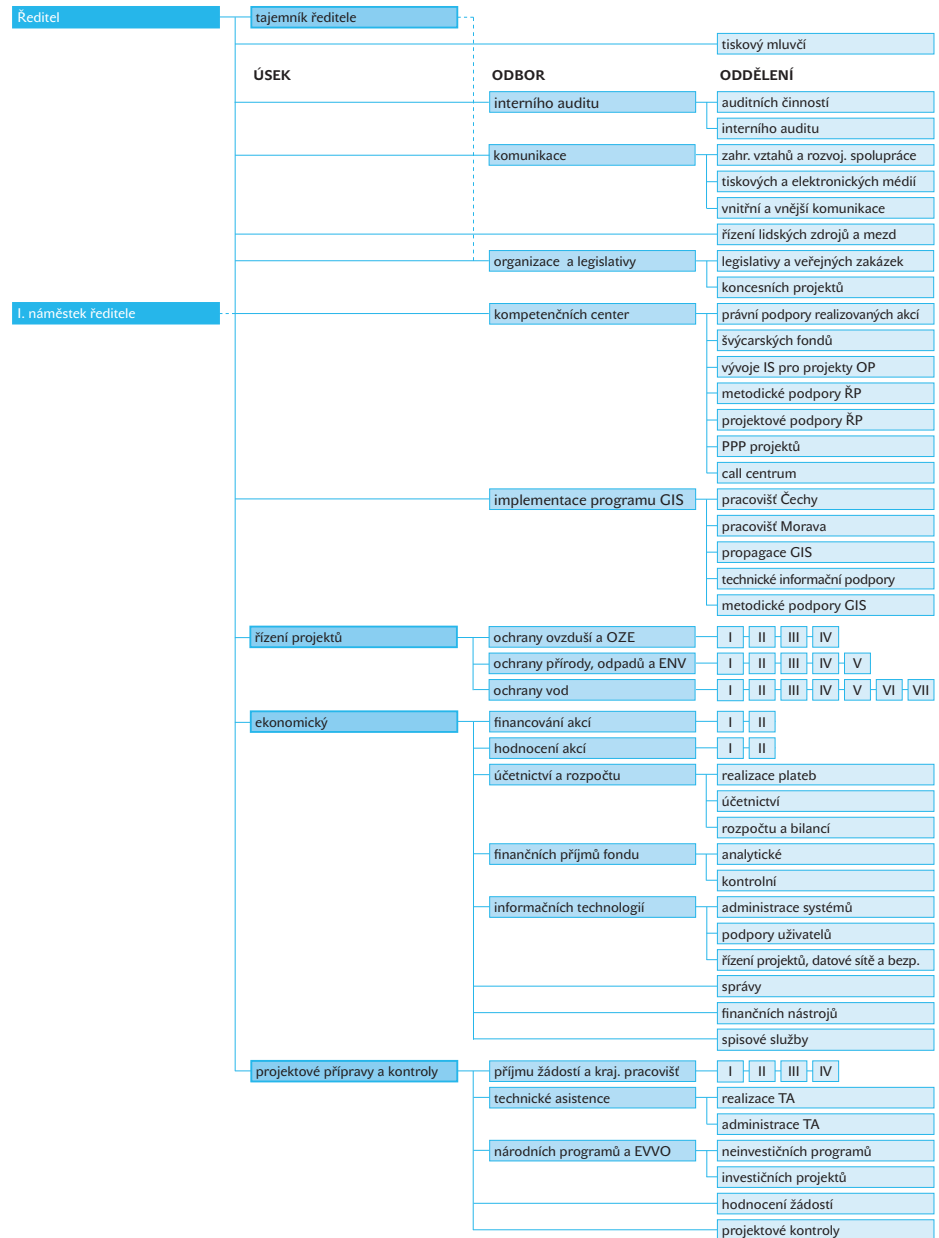 Ředitel
tajemník ředitele
tiskový mluvčí
ÚSEK ODBOR ODDĚLENÍ
interního auditu auditních činností
interního auditu
komunikace zahr. vztahů a rozvoj. spolupráce
tiskových a elektronických médií
vnitřní a vnější komunikace
řízení lidských zdrojů a mezd
organizace a legislativy legislativy a veřejných zakázek
koncesních projektů
I. náměstek ředitele kompetenčních center právní podpory realizovaných akcí
švýcarských fondů
vývoje IS pro projekty OP
metodické podpory ŘP
projektové podpory ŘP
PPP projektů
call centrum
implementace programu GIS pracovišť Čechy
pracovišť Morava
propagace GIS
technické informační podpory
metodické podpory GIS
řízení projektů ochrany ovzduší a OZE I II III IV
ochrany přírody, odpadů a ENV I II III IV V
ochrany vod I II III IV V VI VII
ekonomický financování akcí I II
hodnocení akcí I II
účetnictví a rozpočtu realizace plateb
účetnictví
rozpočtu a bilancí
finančních příjmů fondu analytické
kontrolní
informačních technologií administrace systémů
podpory uživatelů
řízení projektů, datové sítě a bezp.
správy
finančních nástrojů
spisové služby
projektové přípravy a kontroly příjmu žádostí a kraj. pracovišť I II III IV
technické asistence realizace TA
administrace TA
národních programů a EVVO neinvestičních programů
investičních projektů
hodnocení žádostí
projektové kontroly